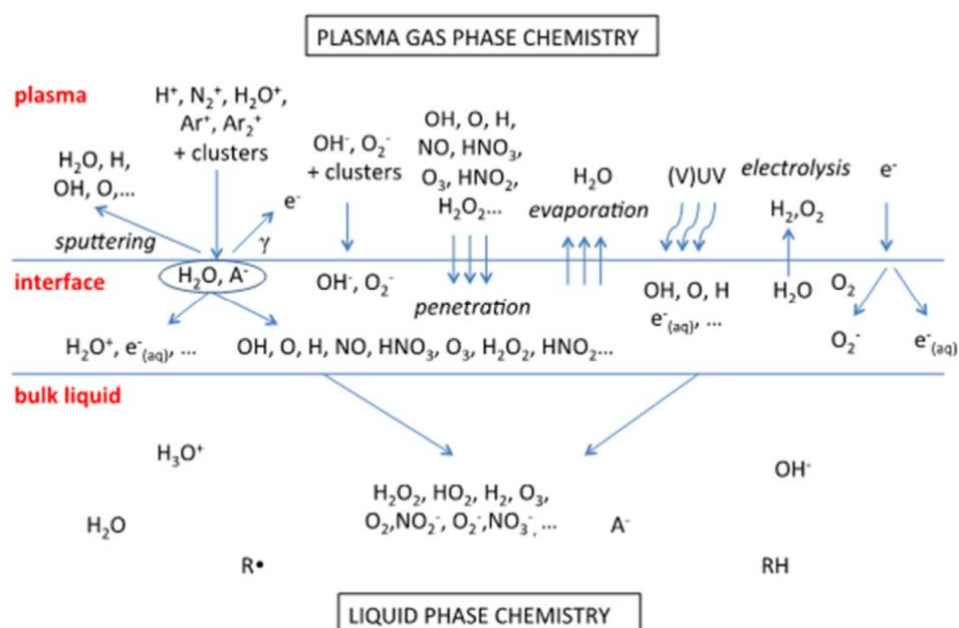 PLASMA GAS PHASE CHEMISTRY
plasma
H⁺, N₂⁺, H₂O⁺,
Ar⁺, Ar₂⁺
+ clusters
H₂O, H,
OH, O,...
sputtering
e⁻
γ
OH⁻, O₂⁻
+ clusters
OH, O, H,
NO, HNO₃,
O₃, HNO₂,
H₂O₂...
H₂O
evaporation
(V)UV
electrolysis
H₂,O₂
e⁻
interface
H₂O, A⁻
OH⁻, O₂⁻
penetration
OH, O, H
e⁻(aq), ...
H₂O
O₂
O₂⁻
e⁻(aq)
H₂O⁺, e⁻(aq), ...
OH, O, H, NO, HNO₃, O₃, H₂O₂, HNO₂...
bulk liquid
H₃O⁺
H₂O
R•
H₂O₂, HO₂, H₂, O₃,
O₂,NO₂⁻, O₂⁻,NO₃⁻, ...
A⁻
OH⁻
RH
LIQUID PHASE CHEMISTRY